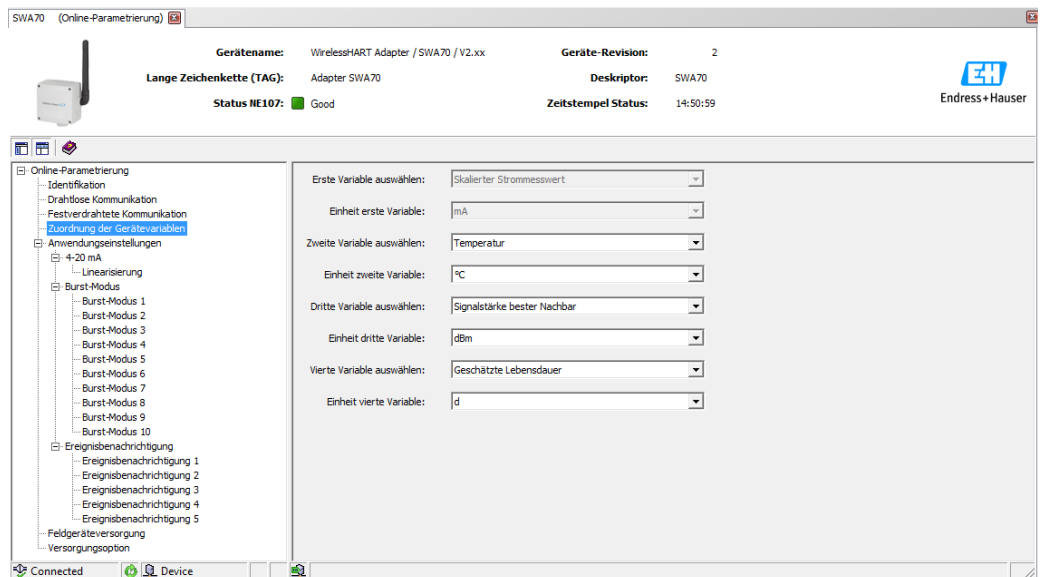 SWA70 (Online-Parametrierung)
Gerätename: WirelessHART Adapter / SWA70 / V2.xx Geräte-Revision: 2
Lange Zeichenkette (TAG): Adapter SWA70 Deskriptor: SWA70
Status NE107: Good Zeitstempel Status: 14:50:59
EH
Endress+Hauser
Online-Parametrierung
Identifikation
Drahtlose Kommunikation
Festverdrahtete Kommunikation
Zuordnung der Gerätevariablen
Anwendungseinstellungen
4-20 mA
Linearisierung
Burst-Modus
Burst-Modus 1
Burst-Modus 2
Burst-Modus 3
Burst-Modus 4
Burst-Modus 5
Burst-Modus 6
Burst-Modus 7
Burst-Modus 8
Burst-Modus 9
Burst-Modus 10
Ereignisbenachrichtigung
Ereignisbenachrichtigung 1
Ereignisbenachrichtigung 2
Ereignisbenachrichtigung 3
Ereignisbenachrichtigung 4
Ereignisbenachrichtigung 5
Feldgeräteversorgung
Versorgungsoption
Erste Variable auswählen: Skalierter Strommesswert
Einheit erste Variable: mA
Zweite Variable auswählen: Temperatur
Einheit zweite Variable: °C
Dritte Variable auswählen: Signalstärke bester Nachbar
Einheit dritte Variable: dBm
Vierte Variable auswählen: Geschätzte Lebensdauer
Einheit vierte Variable: d
Connected Device